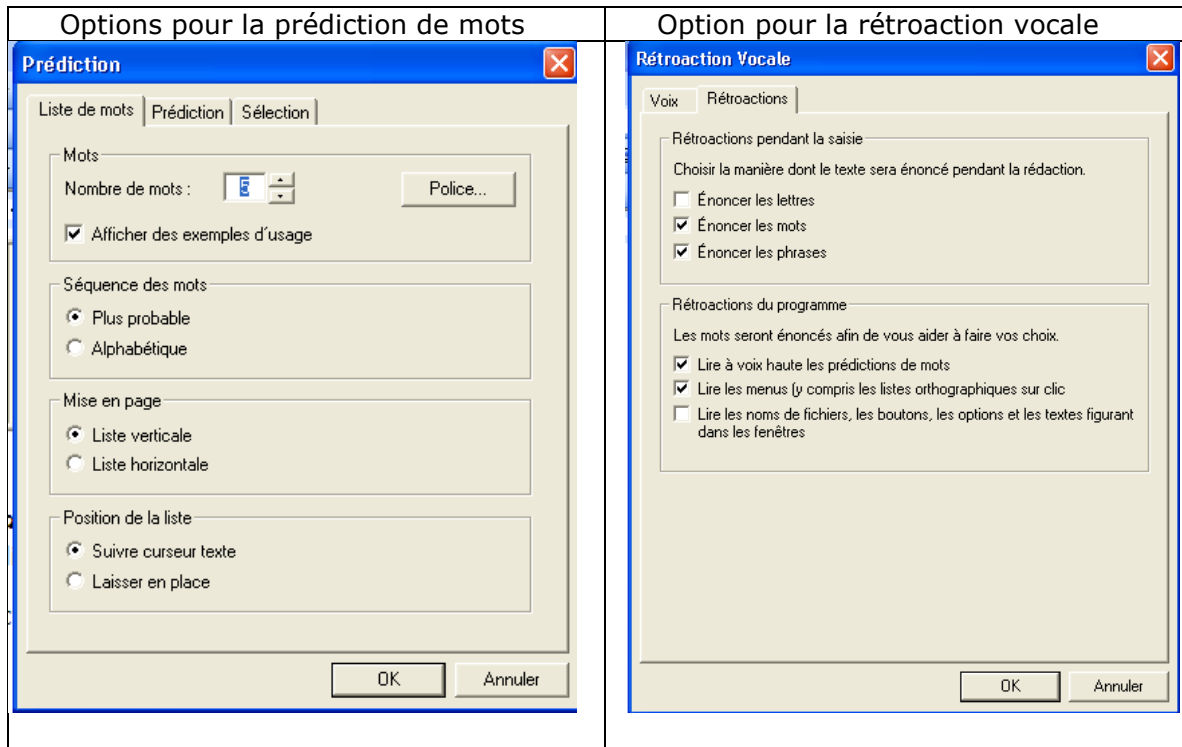 Options pour la prédiction de mots
Prédiction
Liste de mots
Prédiction
Sélection
Mots
Nombre de mots :
5
Police...
Afficher des exemples d´usage
Séquence des mots
Plus probable
Alphabétique
Mise en page
Liste verticale
Liste horizontale
Position de la liste
Suivre curseur texte
Laisser en place
OK
Annuler
Option pour la rétroaction vocale
Rétroaction Vocale
Voix
Rétroactions
Rétroactions pendant la saisie
Choisir la manière dont le texte sera énoncé pendant la rédaction.
Énoncer les lettres
Énoncer les mots
Énoncer les phrases
Rétroactions du programme
Les mots seront énoncés afin de vous aider à faire vos choix.
Lire à voix haute les prédictions de mots
Lire les menus (y compris les listes orthographiques sur clic
Lire les noms de fichiers, les boutons, les options et les textes figurant
dans les fenêtres
OK
Annuler